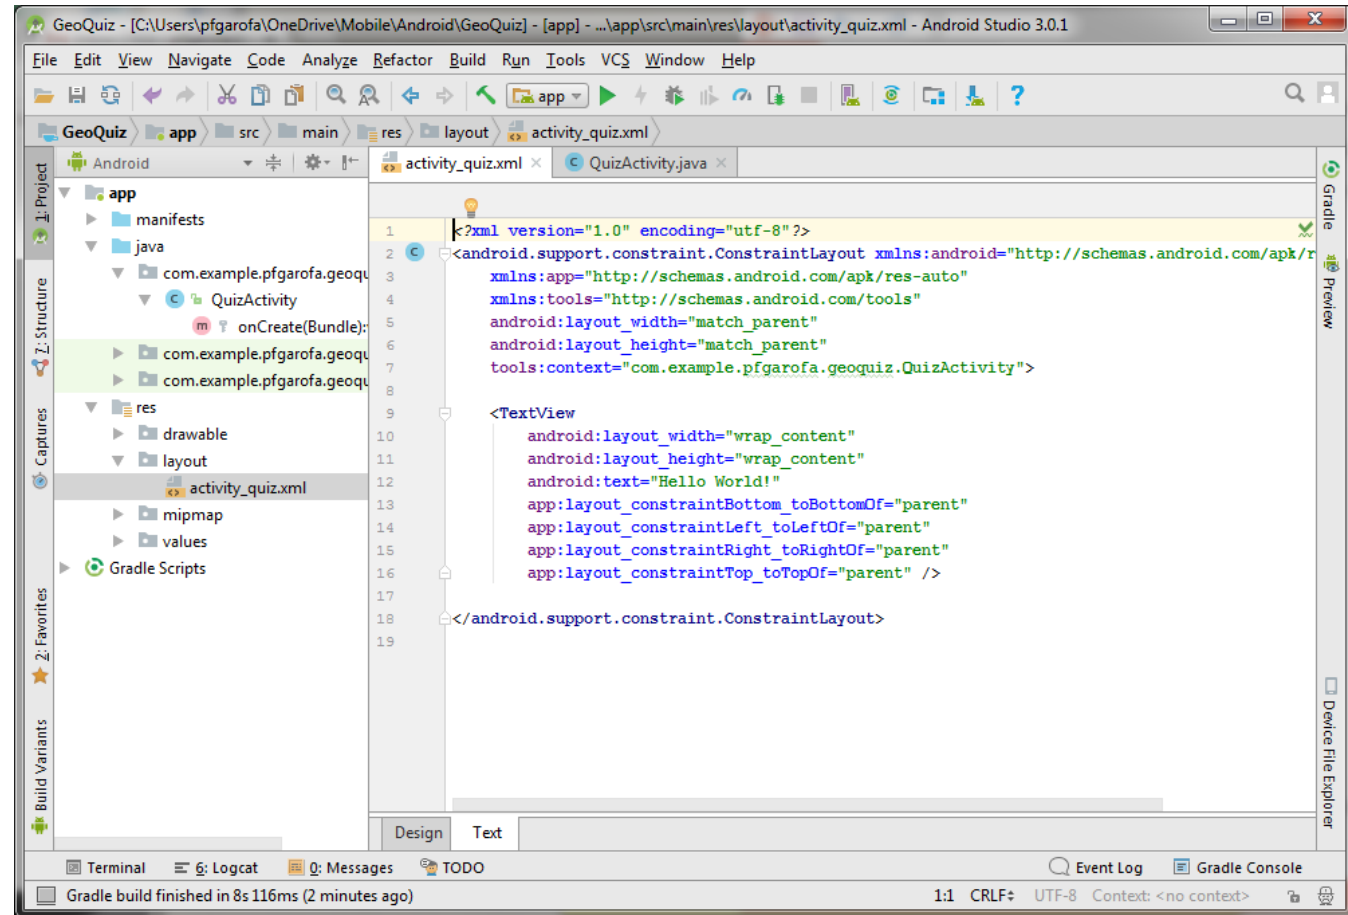 GeoQuiz - [C:\Users\pfgarofa\OneDrive\Mobile\Android\GeoQuiz] - [app] - ...\app\src\main\res\layout\activity_quiz.xml - Android Studio 3.0.1
File Edit View Navigate Code Analyze Refactor Build Run Tools VCS Window Help
app
GeoQuiz app src main res layout activity_quiz.xml
Android
activity_quiz.xml QuizActivity.java
1: Project
7: Structure
Captures
2: Favorites
Build Variants
app
manifests
java
com.example.pfgarofa.geoqu
QuizActivity
onCreate(Bundle):
com.example.pfgarofa.geoqu
com.example.pfgarofa.geoqu
res
drawable
layout
activity_quiz.xml
mipmap
values
Gradle Scripts
1 <?xml version="1.0" encoding="utf-8"?>
2 <android.support.constraint.ConstraintLayout xmlns:android="http://schemas.android.com/apk/r
3 xmlns:app="http://schemas.android.com/apk/res-auto"
4 xmlns:tools="http://schemas.android.com/tools"
5 android:layout_width="match_parent"
6 android:layout_height="match_parent"
7 tools:context="com.example.pfgarofa.geoquiz.QuizActivity">
8
9 <TextView
10 android:layout_width="wrap_content"
11 android:layout_height="wrap_content"
12 android:text="Hello World!"
13 app:layout_constraintBottom_toBottomOf="parent"
14 app:layout_constraintLeft_toLeftOf="parent"
15 app:layout_constraintRight_toRightOf="parent"
16 app:layout_constraintTop_toTopOf="parent" />
17
18 </android.support.constraint.ConstraintLayout>
19
Gradle
Preview
Device File Explorer
Design Text
Terminal 6: Logcat 0: Messages TODO Event Log Gradle Console
Gradle build finished in 8s 116ms (2 minutes ago) 1:1 CRLF UTF-8 Context: <no context>